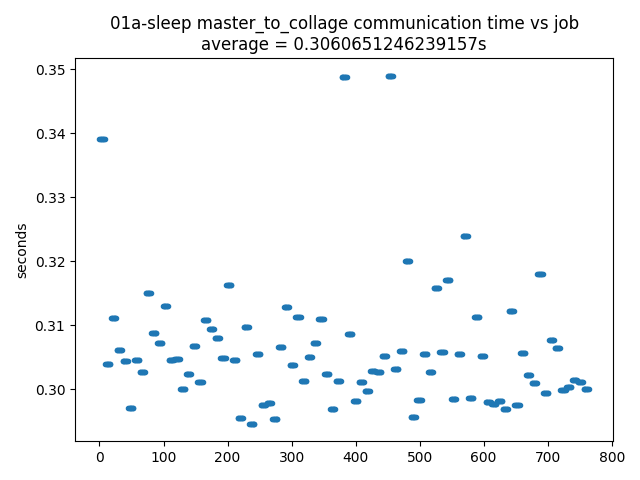 01a-sleep master_to_collage communication time vs job
average = 0.3060651246239157s
0.35
0.34
0.33
0.32
0.31
0.30
seconds
0 100 200 300 400 500 600 700 800